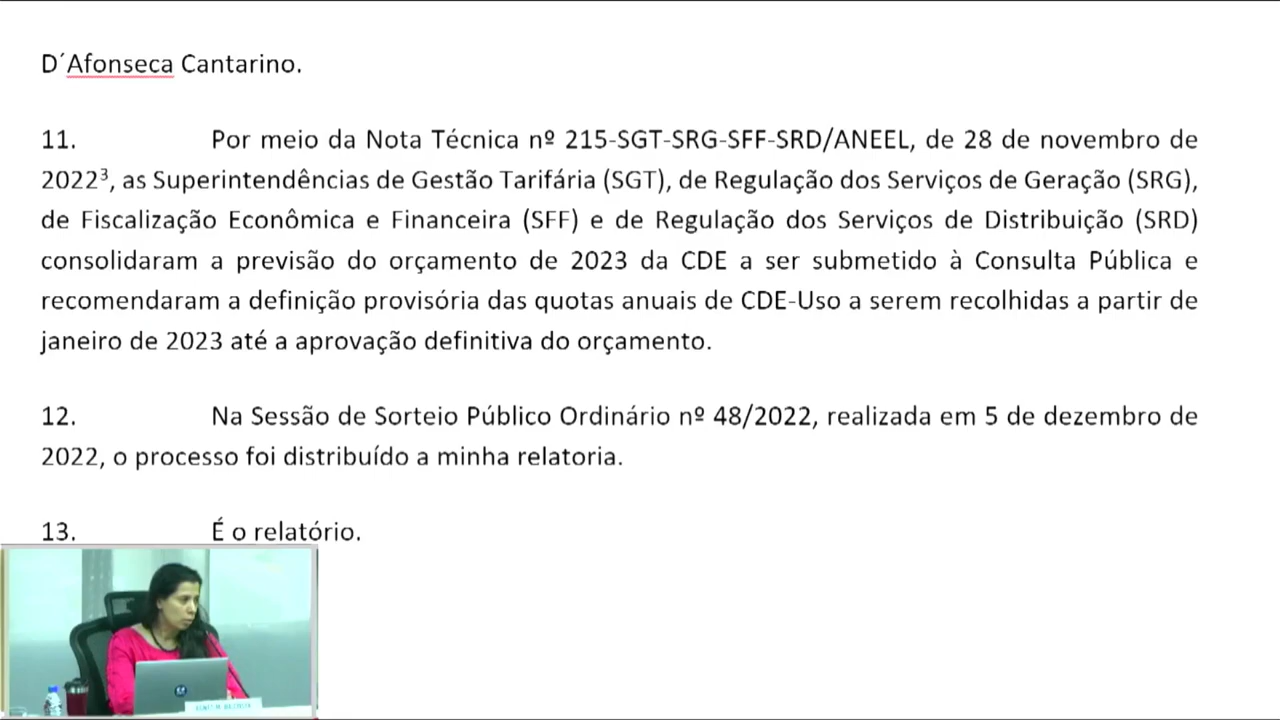 D´Afonseca Cantarino.
11. Por meio da Nota Técnica nº 215-SGT-SRG-SFF-SRD/ANEEL, de 28 de novembro de
2022³, as Superintendências de Gestão Tarifária (SGT), de Regulação dos Serviços de Geração (SRG),
de Fiscalização Econômica e Financeira (SFF) e de Regulação dos Serviços de Distribuição (SRD)
consolidaram a previsão do orçamento de 2023 da CDE a ser submetido à Consulta Pública e
recomendaram a definição provisória das quotas anuais de CDE-Uso a serem recolhidas a partir de
janeiro de 2023 até a aprovação definitiva do orçamento.
12. Na Sessão de Sorteio Público Ordinário nº 48/2022, realizada em 5 de dezembro de
2022, o processo foi distribuído a minha relatoria.
13. É o relatório.